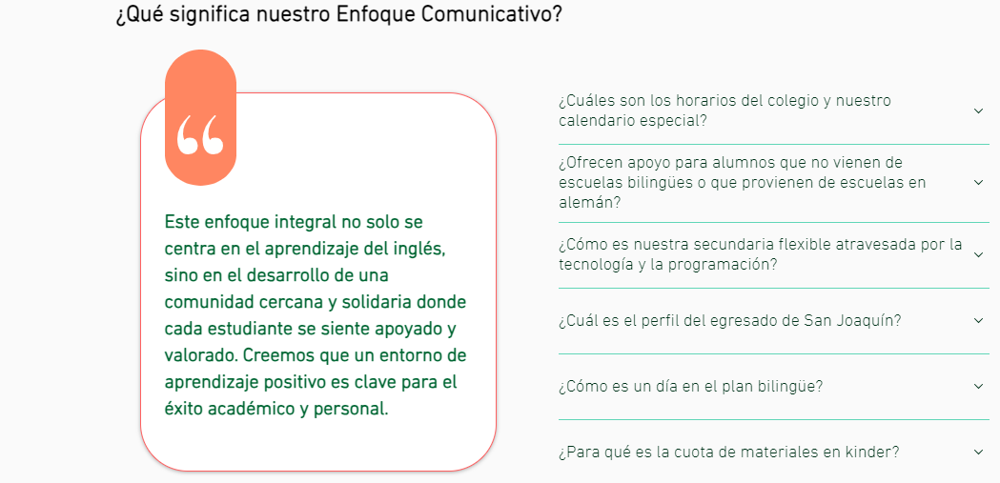 ¿Qué significa nuestro Enfoque Comunicativo?
“
Este enfoque integral no solo se
centra en el aprendizaje del inglés,
sino en el desarrollo de una
comunidad cercana y solidaria donde
cada estudiante se siente apoyado y
valorado. Creemos que un entorno de
aprendizaje positivo es clave para el
éxito académico y personal.
¿Cuáles son los horarios del colegio y nuestro
calendario especial?
¿Ofrecen apoyo para alumnos que no vienen de
escuelas bilingües o que provienen de escuelas en
alemán?
¿Cómo es nuestra secundaria flexible atravesada por la
tecnología y la programación?
¿Cuál es el perfil del egresado de San Joaquín?
¿Cómo es un día en el plan bilingüe?
¿Para qué es la cuota de materiales en kinder?